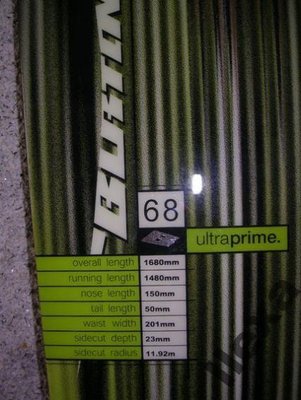 68
ultraprime.
overall length 1680mm
running length 1480mm
nose length 150mm
tail length 50mm
waist width 201mm
sidecut depth 23mm
sidecut radius 11.92m